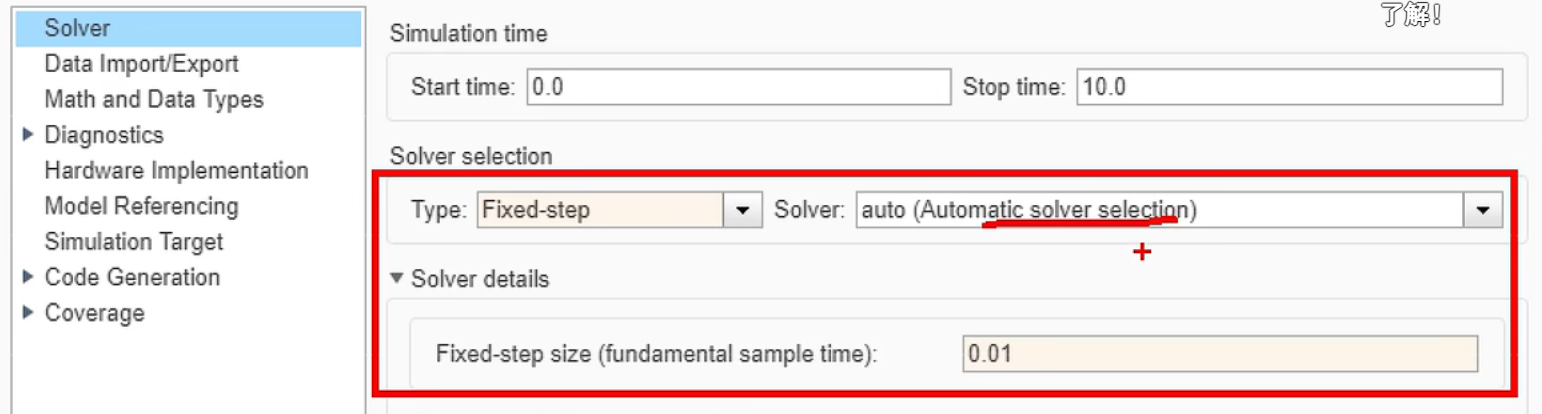 了解!
Solver
Data Import/Export
Math and Data Types
Diagnostics
Hardware Implementation
Model Referencing
Simulation Target
Code Generation
Coverage
Simulation time
Start time: 0.0 Stop time: 10.0
Solver selection
Type: Fixed-step Solver: auto (Automatic solver selection)
Solver details
Fixed-step size (fundamental sample time): 0.01